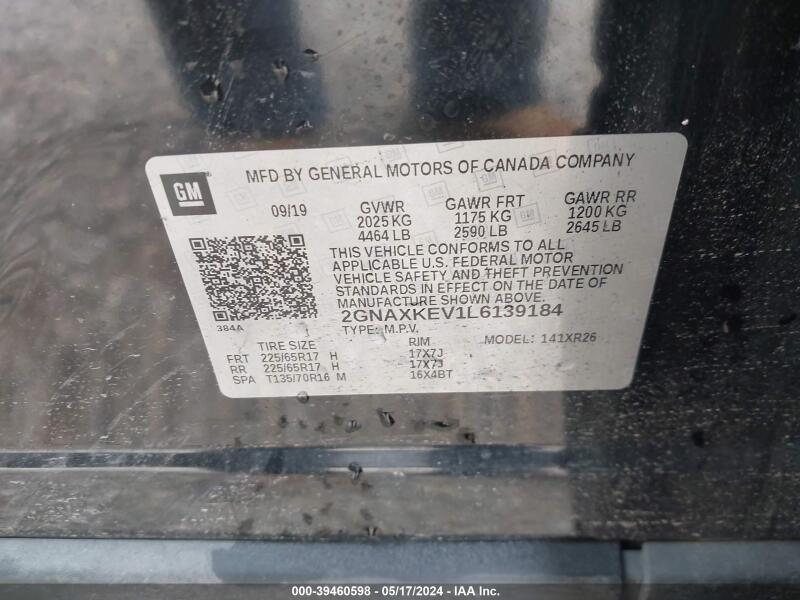 GM
MFD BY GENERAL MOTORS OF CANADA COMPANY
09/19 GVWR GAWR FRT GAWR RR
2025 KG 1175 KG 1200 KG
4464 LB 2590 LB 2645 LB
THIS VEHICLE CONFORMS TO ALL
APPLICABLE U.S. FEDERAL MOTOR
VEHICLE SAFETY AND THEFT PREVENTION
STANDARDS IN EFFECT ON THE DATE OF
MANUFACTURE SHOWN ABOVE.
384A 2GNAXKEV1L6139184
TYPE: M.P.V. MODEL: 141XR26
TIRE SIZE RIM
FRT 225/65R17 H 17X7J
RR 225/65R17 H 17X7J
SPA T135/70R16 M 16X4BT
000-39460598 - 05/17/2024 - IAA Inc.